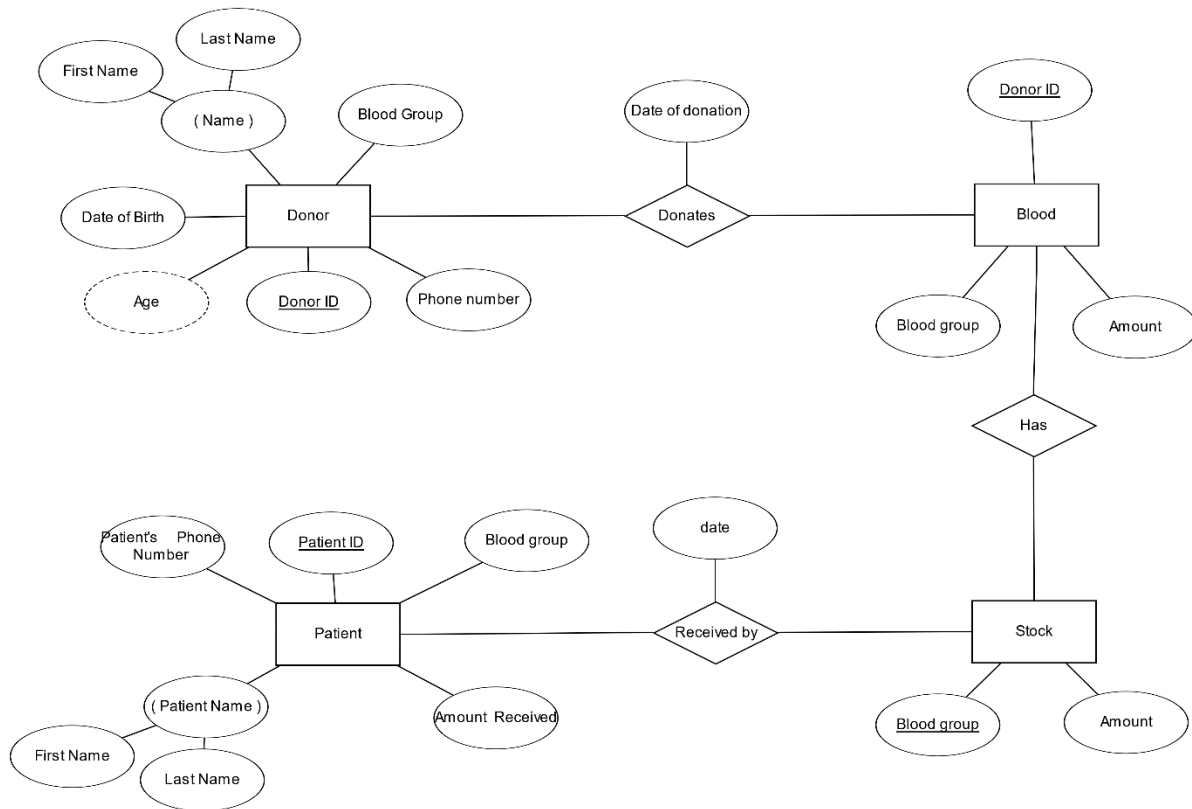 Last Name
First Name
( Name )
Blood Group
Date of donation
Donor ID
Date of Birth
Donor
Donates
Blood
Age
Donor ID
Phone number
Blood group
Amount
Has
Patient's Phone
Number
Patient ID
Blood group
date
Patient
Received by
Stock
( Patient Name )
Amount Received
Blood group
Amount
First Name
Last Name